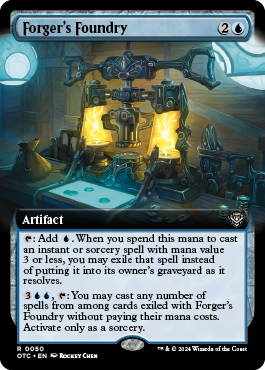 Forger's Foundry 2
Artifact
: Add . When you spend this mana to cast
an instant or sorcery spell with mana value
3 or less, you may exile that spell instead
of putting it into its owner's graveyard as it
resolves.
3 , : You may cast any number of
spells from among cards exiled with Forger's
Foundry without paying their mana costs.
Activate only as a sorcery.
R 0050
OTC • EN ROCKEY CHEN
™ & © 2024 Wizards of the Coast